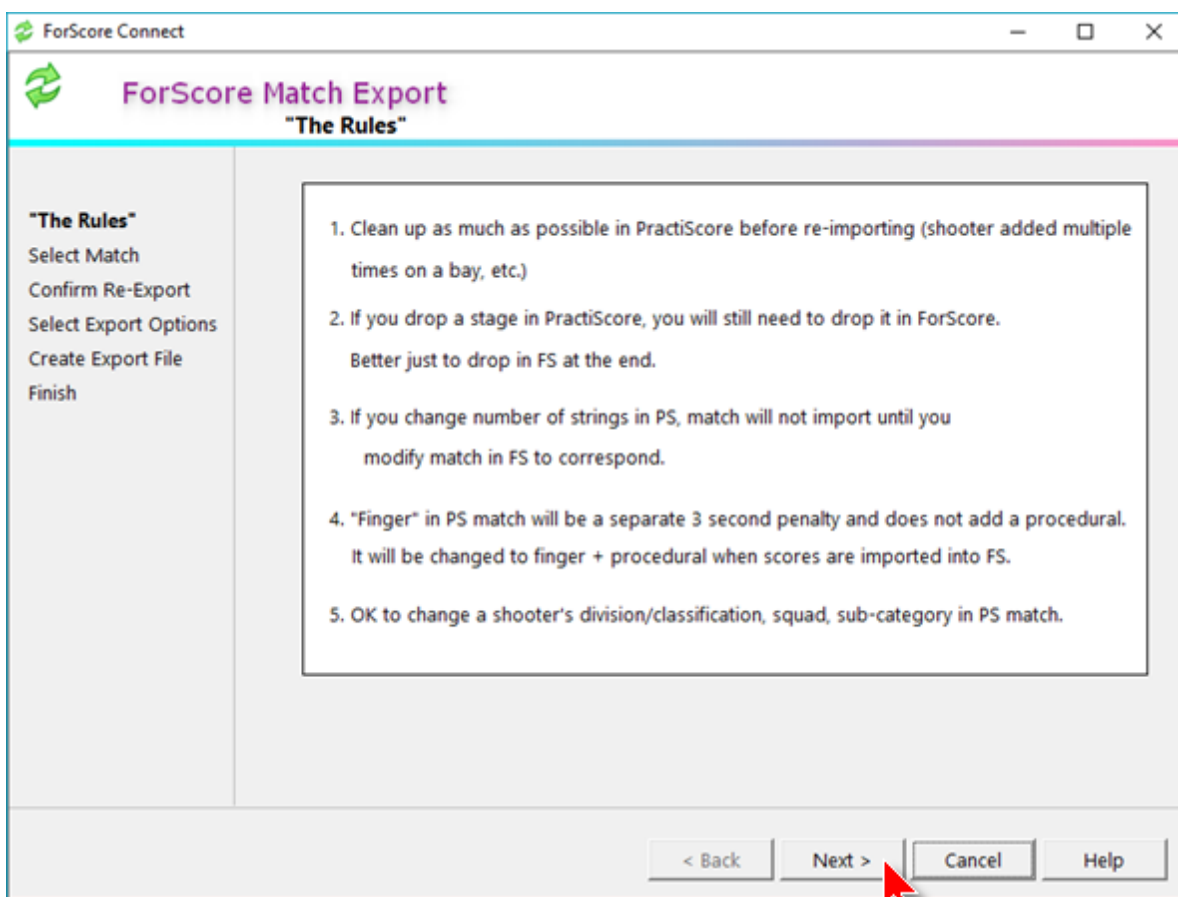 ForScore Connect
ForScore Match Export
"The Rules"
"The Rules"
Select Match
Confirm Re-Export
Select Export Options
Create Export File
Finish
1. Clean up as much as possible in PractiScore before re-importing (shooter added multiple
times on a bay, etc.)
2. If you drop a stage in PractiScore, you will still need to drop it in ForScore.
Better just to drop in FS at the end.
3. If you change number of strings in PS, match will not import until you
modify match in FS to correspond.
4. "Finger" in PS match will be a separate 3 second penalty and does not add a procedural.
It will be changed to finger + procedural when scores are imported into FS.
5. OK to change a shooter's division/classification, squad, sub-category in PS match.
< Back Next > Cancel Help